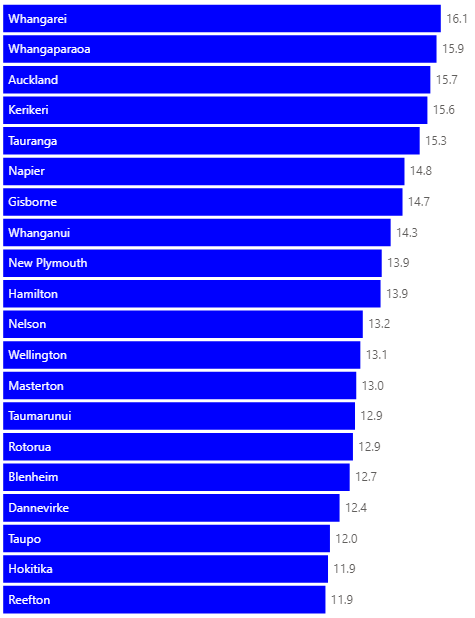 Whangarei 16.1
Whangaparaoa 15.9
Auckland 15.7
Kerikeri 15.6
Tauranga 15.3
Napier 14.8
Gisborne 14.7
Whanganui 14.3
New Plymouth 13.9
Hamilton 13.9
Nelson 13.2
Wellington 13.1
Masterton 13.0
Taumarunui 12.9
Rotorua 12.9
Blenheim 12.7
Dannevirke 12.4
Taupo 12.0
Hokitika 11.9
Reefton 11.9